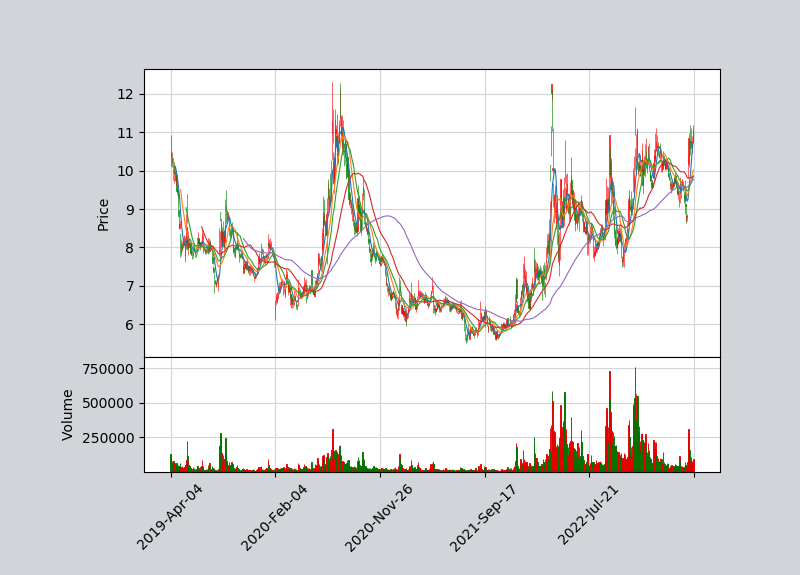 Price
12
11
10
9
8
7
6
Volume
750000
500000
250000
2019-Apr-04
2020-Feb-04
2020-Nov-26
2021-Sep-17
2022-Jul-21